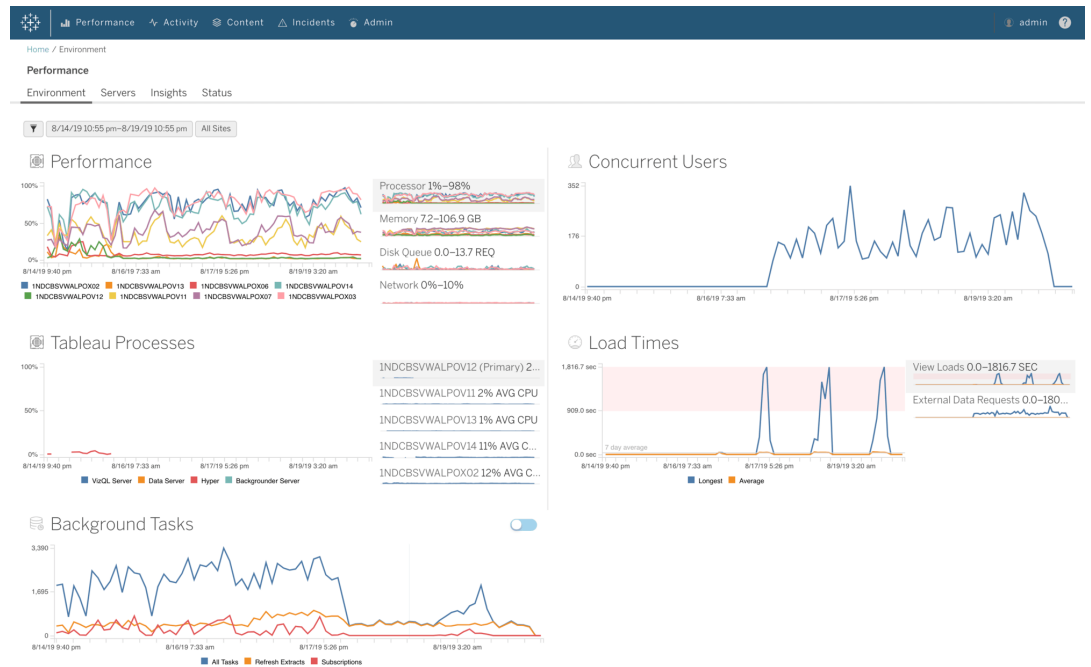 Performance Activity Content Incidents Admin admin ?
Home / Environment
Performance
Environment Servers Insights Status
8/14/19 10:55 pm–8/19/19 10:55 pm All Sites
Performance
100%
50%
0%
8/14/19 9:40 pm 8/16/19 7:33 am 8/17/19 5:26 pm 8/19/19 3:20 am
1NDCBSVWALPOX02 1NDCBSVWALPOV13 1NDCBSVWALPOX06 1NDCBSVWALPOV14
1NDCBSVWALPOV12 1NDCBSVWALPOV11 1NDCBSVWALPOX07 1NDCBSVWALPOX03
Processor 1%–98%
Memory 7.2–106.9 GB
Disk Queue 0.0–13.7 REQ
Network 0%–10%
Concurrent Users
352
176
0
8/14/19 9:40 pm 8/16/19 7:33 am 8/17/19 5:26 pm 8/19/19 3:20 am
Tableau Processes
100%
50%
0%
8/14/19 9:40 pm 8/16/19 7:33 am 8/17/19 5:26 pm 8/19/19 3:20 am
VizQL Server Data Server Hyper Backgrounder Server
1NDCBSVWALPOV12 (Primary) 2...
1NDCBSVWALPOV11 2% AVG CPU
1NDCBSVWALPOV13 1% AVG CPU
1NDCBSVWALPOV14 11% AVG C...
1NDCBSVWALPOX02 12% AVG C...
Load Times
1,816.7 sec
909.0 sec
7 day average
0.0 sec
8/14/19 9:40 pm 8/16/19 7:33 am 8/17/19 5:26 pm 8/19/19 3:20 am
Longest Average
View Loads 0.0–1816.7 SEC
External Data Requests 0.0–180...
Background Tasks
3,390
1,695
0
8/14/19 9:40 pm 8/16/19 7:33 am 8/17/19 5:26 pm 8/19/19 3:20 am
All Tasks Refresh Extracts Subscriptions